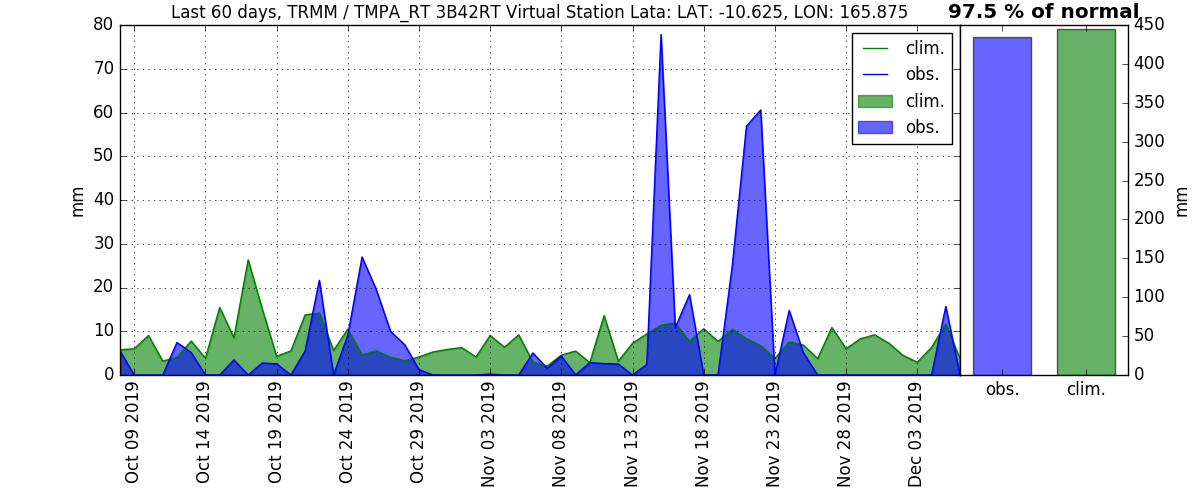 Last 60 days, TRMM / TMPA_RT 3B42RT Virtual Station Lata: LAT: -10.625, LON: 165.875
97.5 % of normal
80
70
60
50
40
30
20
10
0
mm
clim.
obs.
clim.
obs.
Oct 09 2019
Oct 14 2019
Oct 19 2019
Oct 24 2019
Oct 29 2019
Nov 03 2019
Nov 08 2019
Nov 13 2019
Nov 18 2019
Nov 23 2019
Nov 28 2019
Dec 03 2019
450
400
350
300
250
200
150
100
50
0
mm
obs.
clim.